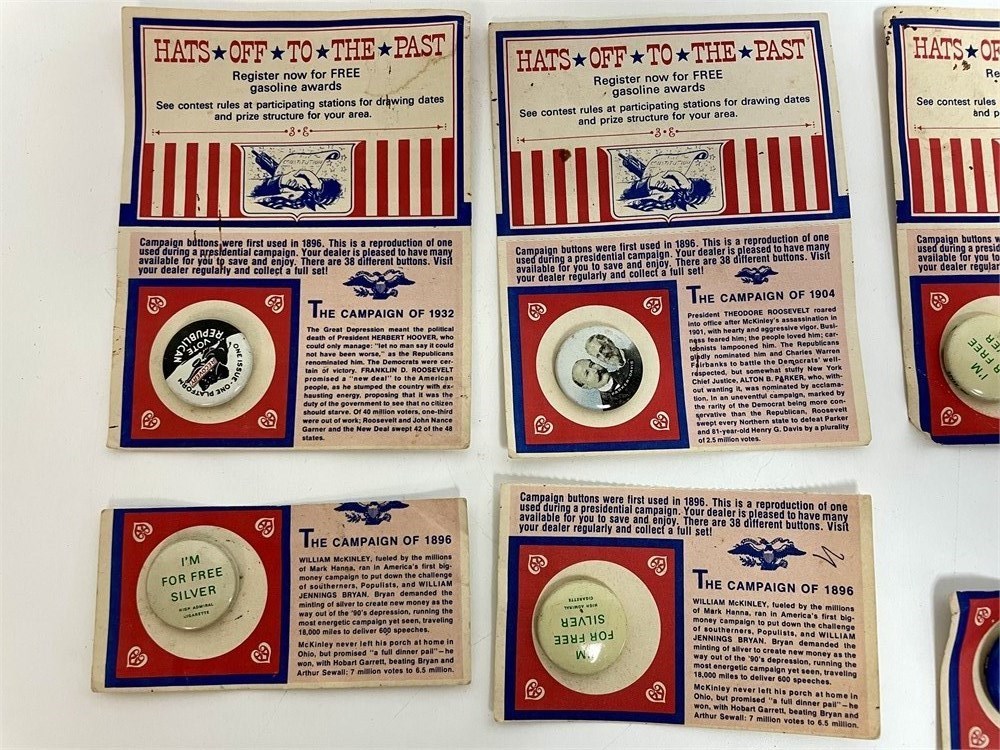 HATS★OFF★TO★THE★PAST
Register now for FREE
gasoline awards
See contest rules at participating stations for drawing dates
and prize structure for your area.
CONSTITUTION
Campaign buttons were first used in 1896. This is a reproduction of one
used during a presidential campaign. Your dealer is pleased to have many
available for you to save and enjoy. There are 38 different buttons. Visit
your dealer regularly and collect a full set!
THE CAMPAIGN OF 1932
The Great Depression meant the political
death of President HERBERT HOOVER, who
could only manage: "let no man say it could
not have been worse," as the Republicans
renominated him. The Democrats were cer-
tain of victory. FRANKLIN D. ROOSEVELT
promised a "new deal" to the American
people, as he stumped the country with ex-
hausting energy, proposing that it was the
duty of the government to see that no citizen
should starve. Of 40 million voters, one-third
were out of work; Roosevelt and John Nance
Garner and the New Deal swept 42 of the 48
states.
VOTE
REPUBLICAN
ONE ISSUE: ONE PLATFORM
HATS★OFF★TO★THE★PAST
Register now for FREE
gasoline awards
See contest rules at participating stations for drawing dates
and prize structure for your area.
CONSTITUTION
Campaign buttons were first used in 1896. This is a reproduction of one
used during a presidential campaign. Your dealer is pleased to have many
available for you to save and enjoy. There are 38 different buttons. Visit
your dealer regularly and collect a full set!
THE CAMPAIGN OF 1904
President THEODORE ROOSEVELT roared
into office after McKinley's assassination in
1901, with hearty and aggressive vigor. Busi-
ness feared him; the people loved him; car-
toonists lampooned him. The Republicans
gladly nominated him and Charles Warren
Fairbanks to battle the Democrats' well-
respected, but somewhat stuffy New York
Chief Justice, ALTON B. PARKER, who, with-
out wanting it, was nominated by acclama-
tion. In an uneventful campaign, marked by
the rarity of the Democrat being more con-
servative than the Republican, Roosevelt
swept every Northern state to defeat Parker
and 81-year-old Henry G. Davis by a plurality
of 2.5 million votes.
HATS★OF
Re
See contest rules
and p
Campaign buttons w
used during a presid
available for you to
your dealer regularly
I'M
FOR FREE
I'M
FOR FREE
SILVER
HIGH ADMIRAL
CIGARETTE
THE CAMPAIGN OF 1896
WILLIAM McKINLEY, fueled by the millions
of Mark Hanna, ran in America's first big-
money campaign to put down the challenge
of southerners, Populists, and WILLIAM
JENNINGS BRYAN. Bryan demanded the
minting of silver to create new money as the
way out of the '90's depression, running the
most energetic campaign yet seen, traveling
18,000 miles to deliver 600 speeches.
McKinley never left his porch at home in
Ohio, but promised "a full dinner pail"—he
won, with Hobart Garrett, beating Bryan and
Arthur Sewall: 7 million votes to 6.5 million.
Campaign buttons were first used in 1896. This is a reproduction of one
used during a presidential campaign. Your dealer is pleased to have many
available for you to save and enjoy. There are 38 different buttons. Visit
your dealer regularly and collect a full set!
I'M
FOR FREE
SILVER
HIGH ADMIRAL
CIGARETTE
THE CAMPAIGN OF 1896
WILLIAM McKINLEY, fueled by the millions
of Mark Hanna, ran in America's first big-
money campaign to put down the challenge
of southerners, Populists, and WILLIAM
JENNINGS BRYAN. Bryan demanded the
minting of silver to create new money as the
way out of the '90's depression, running the
most energetic campaign yet seen, traveling
18,000 miles to deliver 600 speeches.
McKinley never left his porch at home in
Ohio, but promised "a full dinner pail"—he
won, with Hobart Garrett, beating Bryan and
Arthur Sewall: 7 million votes to 6.5 million.